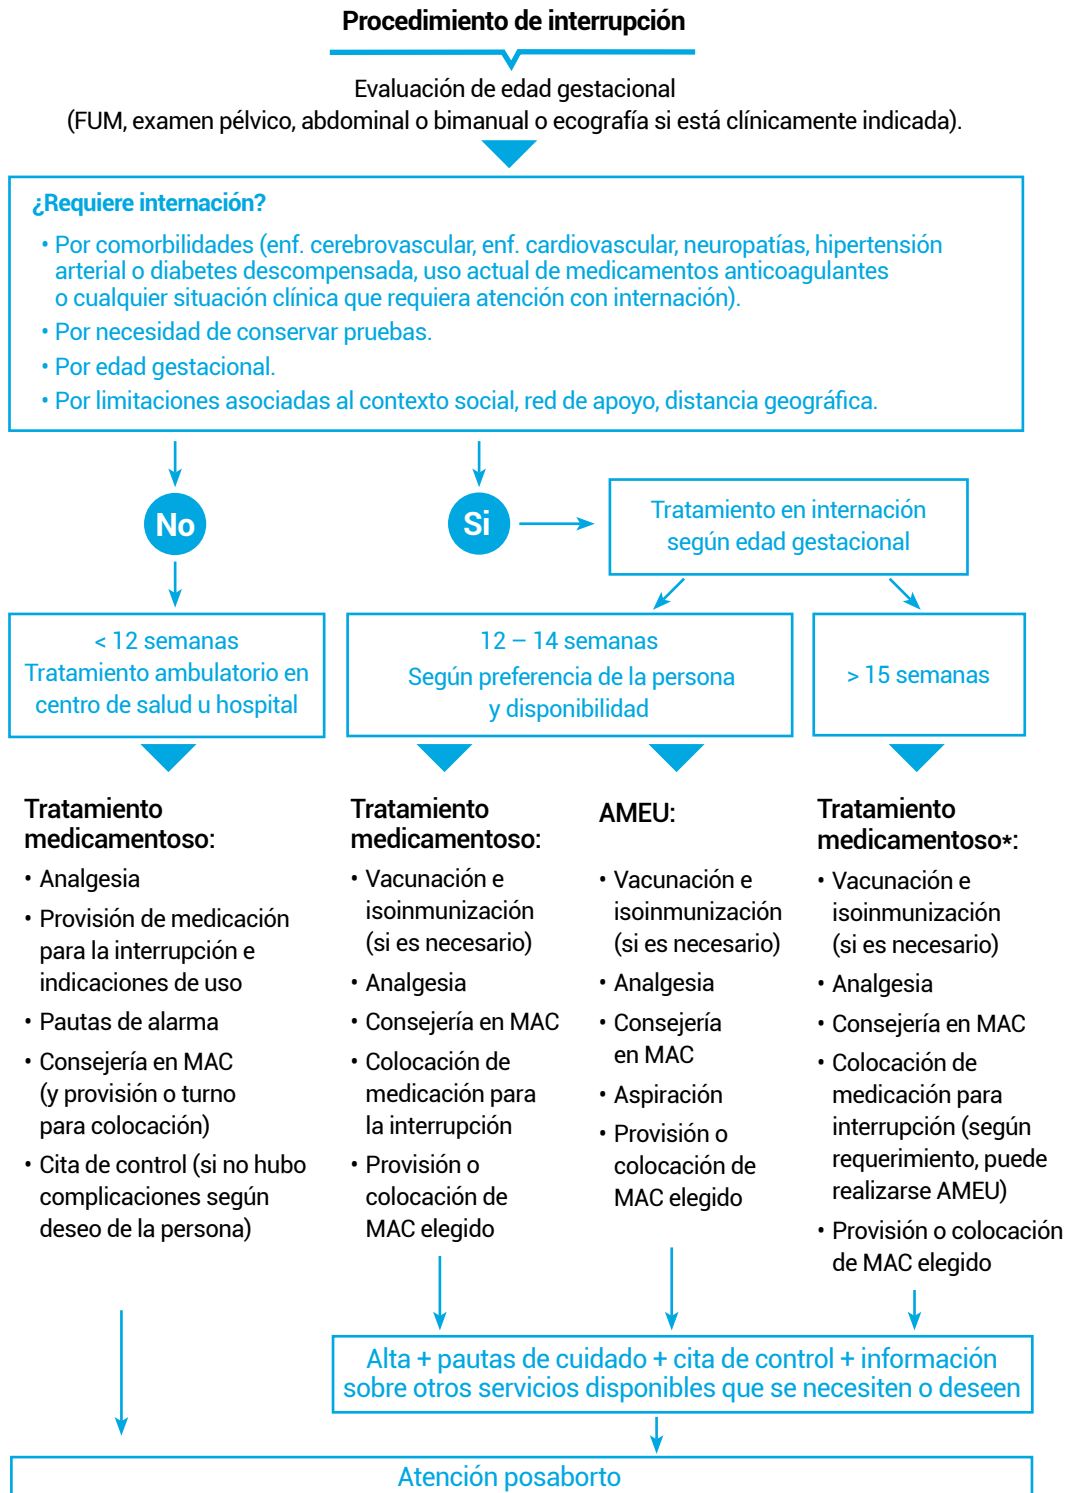 Procedimiento de interrupción
Evaluación de edad gestacional
(FUM, examen pélvico, abdominal o bimanual o ecografía si está clínicamente indicada).
¿Requiere internación?
• Por comorbilidades (enf. cerebrovascular, enf. cardiovascular, neuropatías, hipertensión
arterial o diabetes descompensada, uso actual de medicamentos anticoagulantes
o cualquier situación clínica que requiera atención con internación).
• Por necesidad de conservar pruebas.
• Por edad gestacional.
• Por limitaciones asociadas al contexto social, red de apoyo, distancia geográfica.
No
Si
Tratamiento en internación
según edad gestacional
< 12 semanas
Tratamiento ambulatorio en
centro de salud u hospital
12 – 14 semanas
Según preferencia de la persona
y disponibilidad
> 15 semanas
Tratamiento
medicamentoso:
• Analgesia
• Provisión de medicación
para la interrupción e
indicaciones de uso
• Pautas de alarma
• Consejería en MAC
(y provisión o turno
para colocación)
• Cita de control (si no hubo
complicaciones según
deseo de la persona)
Tratamiento
medicamentoso:
• Vacunación e
isoinmunización
(si es necesario)
• Analgesia
• Consejería en MAC
• Colocación de
medicación para
la interrupción
• Provisión o
colocación de
MAC elegido
AMEU:
• Vacunación e
isoinmunización
(si es necesario)
• Analgesia
• Consejería
en MAC
• Aspiración
• Provisión o
colocación de
MAC elegido
Tratamiento
medicamentoso*:
• Vacunación e
isoinmunización
(si es necesario)
• Analgesia
• Consejería en MAC
• Colocación de
medicación para
interrupción (según
requerimiento, puede
realizarse AMEU)
• Provisión o colocación
de MAC elegido
Alta + pautas de cuidado + cita de control + información
sobre otros servicios disponibles que se necesiten o deseen
Atención posaborto